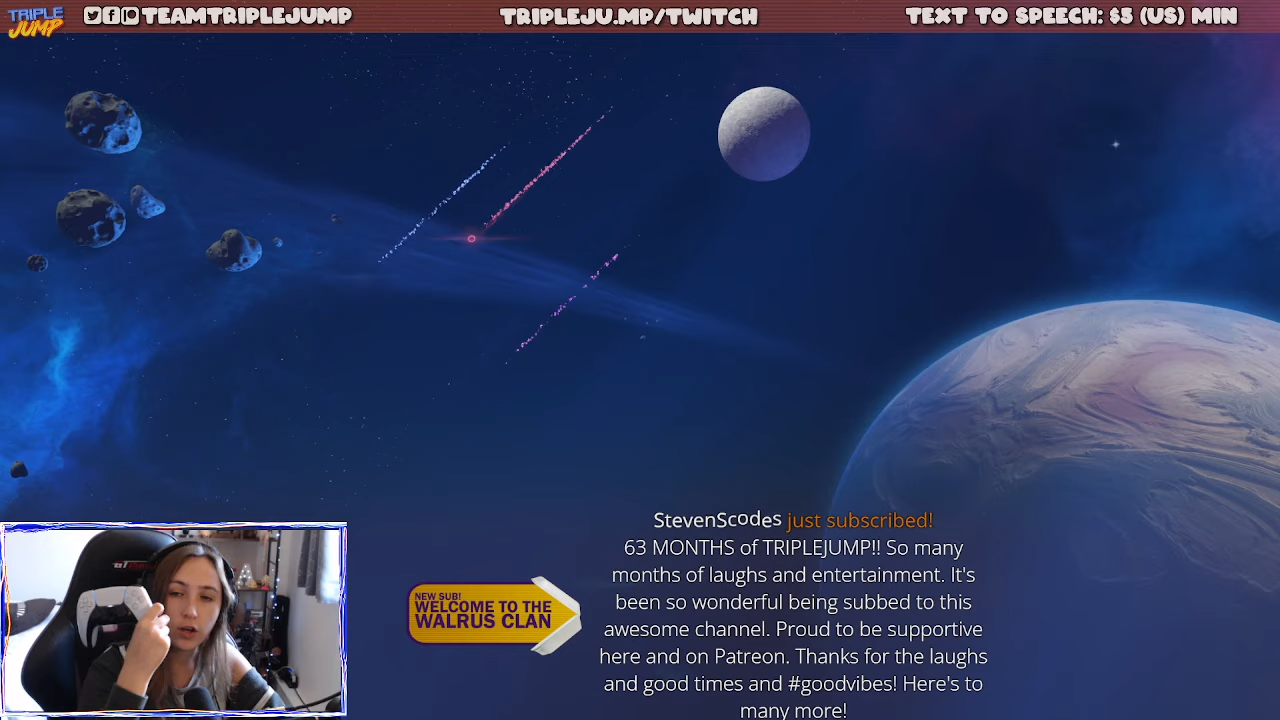 TRIPLE
JUMP
TEAMTRIPLEJUMP
TRIPLEJU.MP/TWITCH
TEXT TO SPEECH: $5 (US) MIN
StevenScodes just subscribed!
63 MONTHS of TRIPLEJUMP!! So many
months of laughs and entertainment. It's
been so wonderful being subbed to this
awesome channel. Proud to be supportive
here and on Patreon. Thanks for the laughs
and good times and #goodvibes! Here's to
many more!
NEW SUB!
WELCOME TO THE
WALRUS CLAN